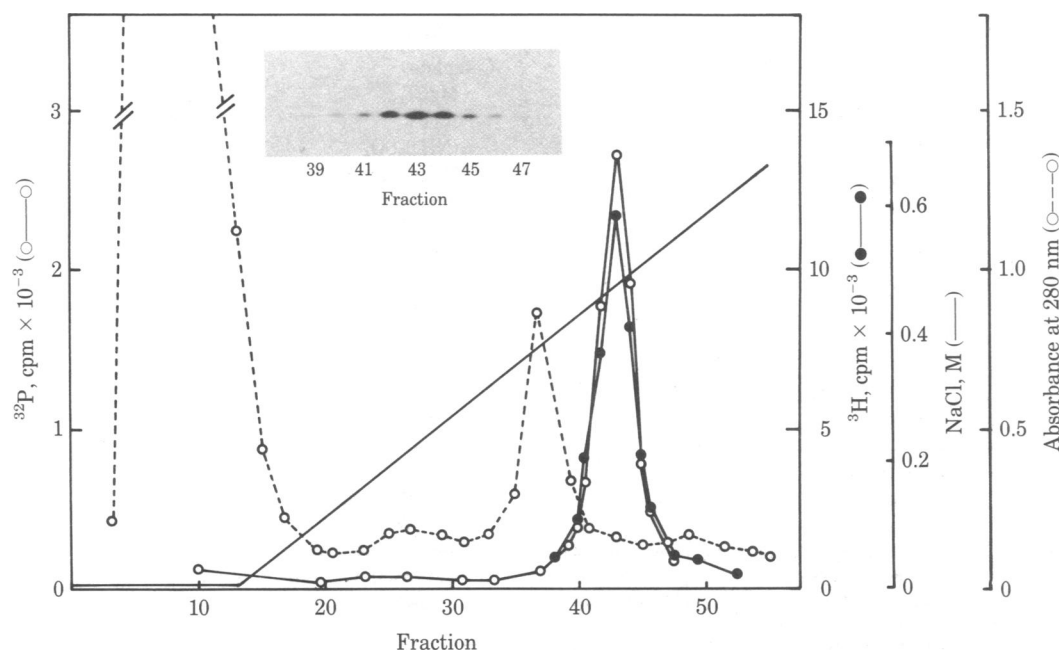 3
2
1
0
³²P, cpm × 10⁻³ (○——○)
39 41 43 45 47
Fraction
10 20 30 40 50
Fraction
15
10
5
0
³H, cpm × 10⁻³ (●——●)
0.6
0.4
0.2
0
NaCl, M (——)
1.5
1.0
0.5
0
Absorbance at 280 nm (○---○)